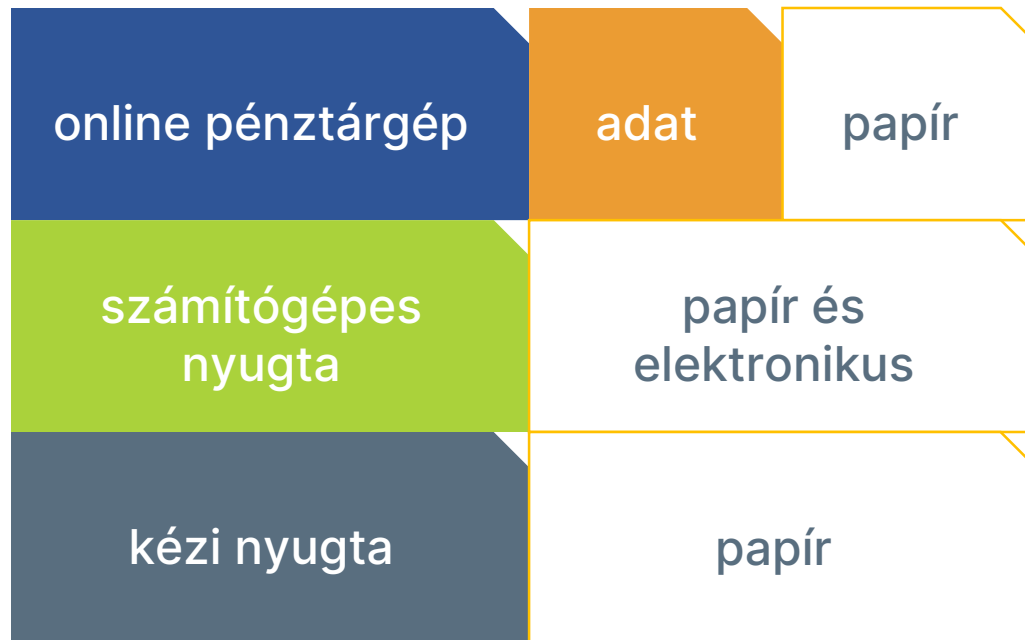 online pénztárgép
adat
papír
számítógépes
nyugta
papír és
elektronikus
kézi nyugta
papír